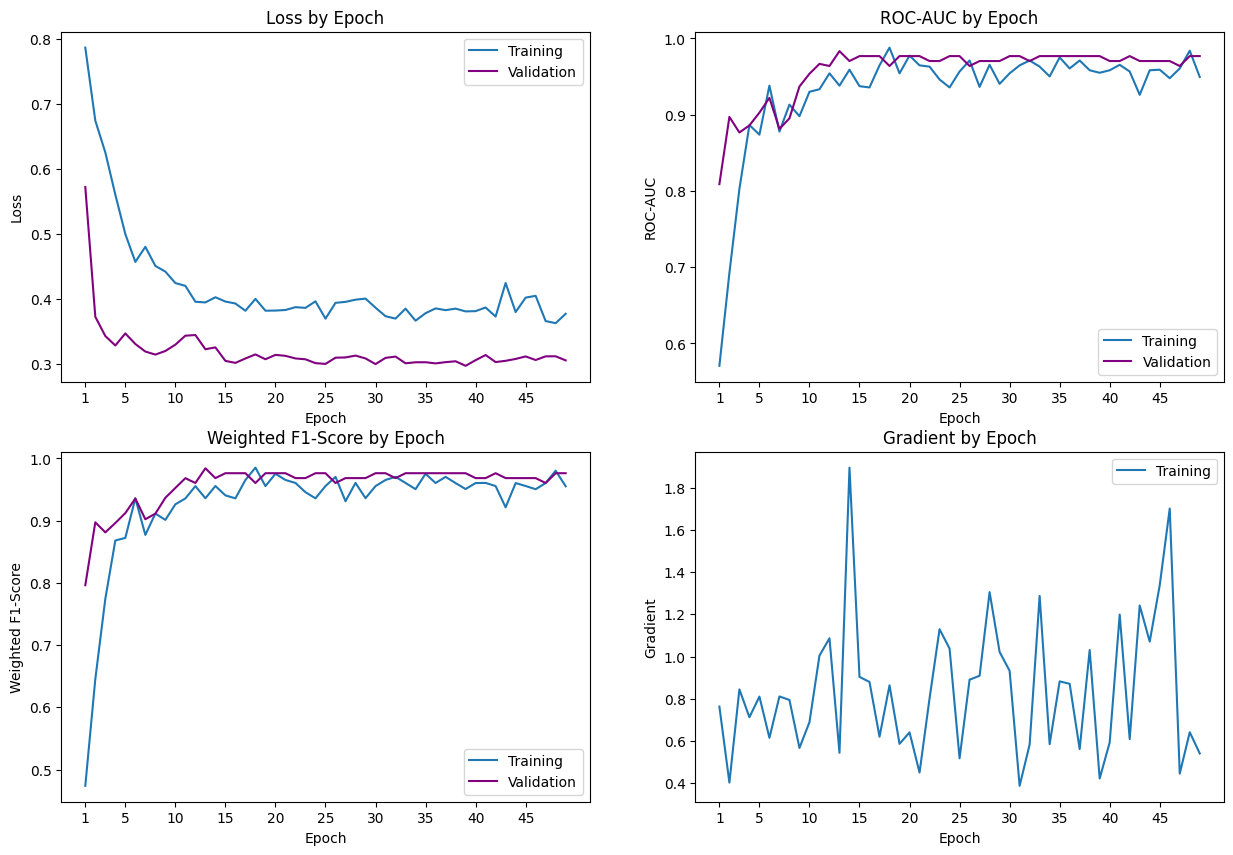 Loss by Epoch
0.8
0.7
0.6
0.5
0.4
0.3
Loss
Training
Validation
1 5 10 15 20 25 30 35 40 45
Epoch
ROC-AUC by Epoch
1.0
0.9
0.8
0.7
0.6
ROC-AUC
Training
Validation
1 5 10 15 20 25 30 35 40 45
Epoch
Weighted F1-Score by Epoch
1.0
0.9
0.8
0.7
0.6
0.5
Weighted F1-Score
Training
Validation
1 5 10 15 20 25 30 35 40 45
Epoch
Gradient by Epoch
1.8
1.6
1.4
1.2
1.0
0.8
0.6
0.4
Gradient
Training
1 5 10 15 20 25 30 35 40 45
Epoch